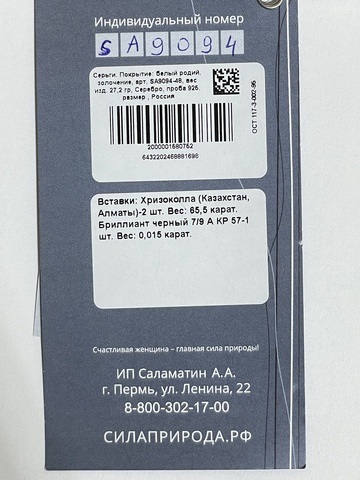 Индивидуальный номер
SA9094
Серьги. Покрытие: белый родий,
золочение, арт. SA9094-48, вес
изд. 27,2 гр, Серебро, проба 925,
размер , Россия
ОСТ 117-3-002-95
2000001580752
6432202468881698
Вставки: Хризоколла (Казахстан,
Алматы)-2 шт. Вес: 65,5 карат.
Бриллиант черный 7/9 А КР 57-1
шт. Вес: 0,015 карат.
Счастливая женщина – главная сила природы!
ИП Саламатин А.А.
г. Пермь, ул. Ленина, 22
8-800-302-17-00
СИЛАПРИРОДА.РФ